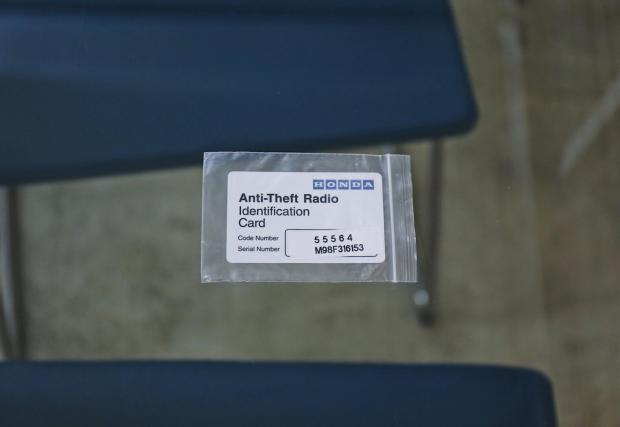 HONDA
Anti-Theft Radio
Identification
Card
Code Number 55564
Serial Number M98F316153